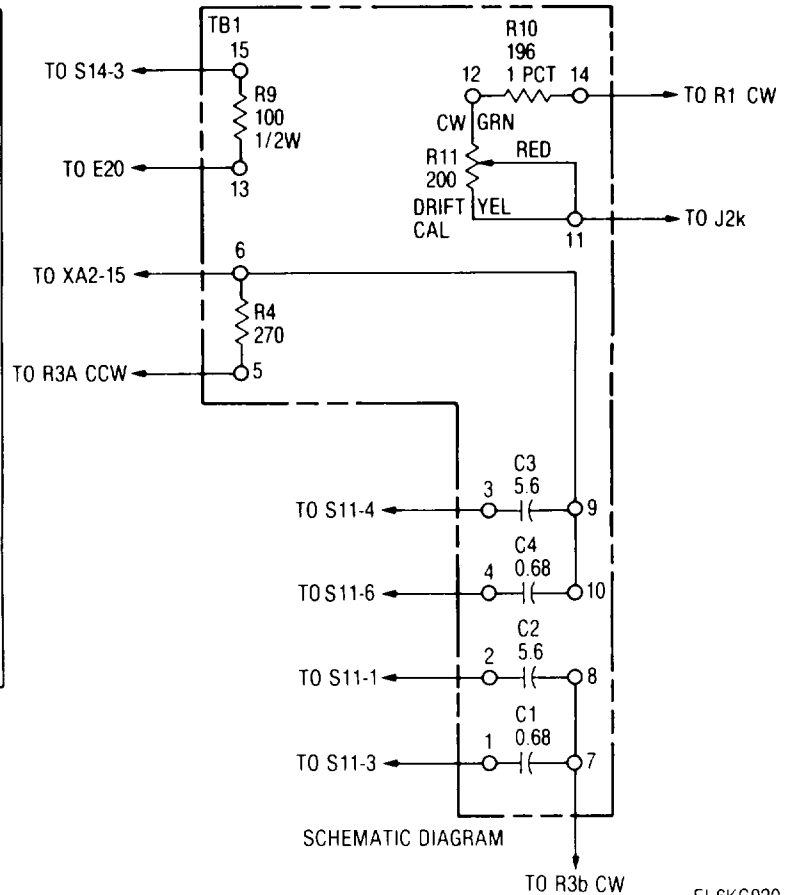 TB1
15
TO S14-3
R9
100
1/2W
TO E20
13
R10
196
1 PCT
12
14
TO R1 CW
CW
GRN
R11
200
RED
DRIFT
CAL
YEL
11
TO J2k
6
TO XA2-15
R4
270
TO R3A CCW
5
C3
5.6
3
TO S11-4
9
C4
0.68
4
TO S11-6
10
C2
5.6
2
TO S11-1
8
C1
0.68
1
TO S11-3
7
SCHEMATIC DIAGRAM
TO R3b CW